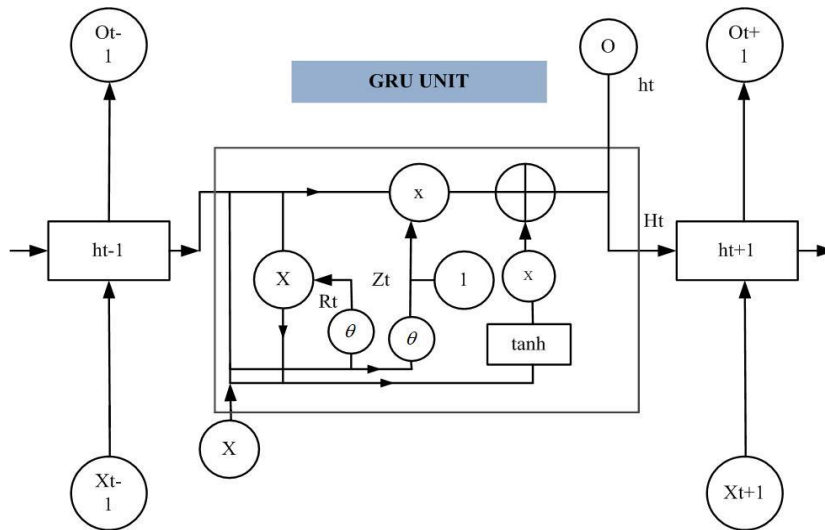 Ot-
1
O
Ot+
1
GRU UNIT
ht
x
Ht
ht-1
ht+1
X
Zt
1
x
Rt
θ
θ
tanh
X
Xt-
1
Xt+1